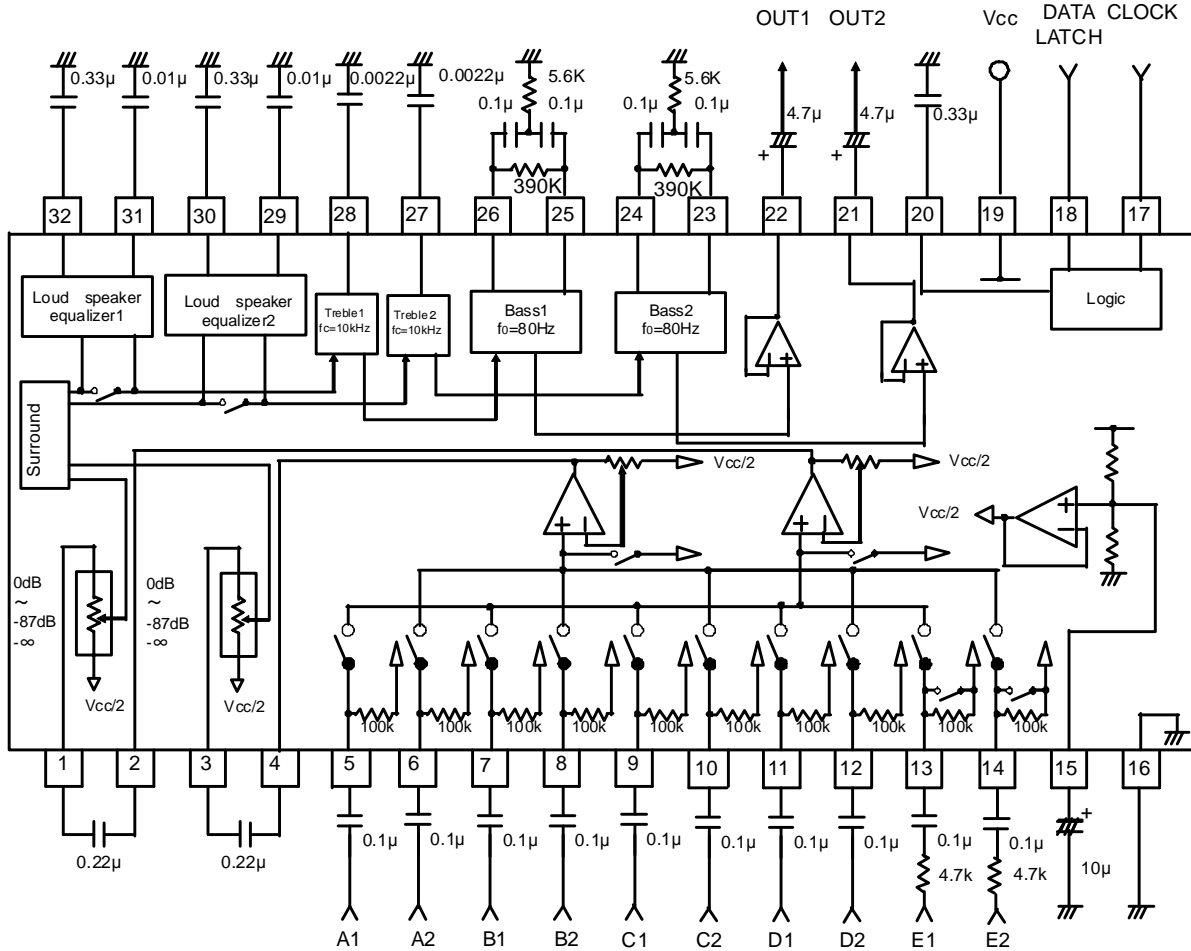 OUT1 OUT2 Vcc DATA CLOCK
LATCH
0.33µ 0.01µ 0.33µ 0.01µ 0.0022µ 0.0022µ 5.6K 5.6K
0.1µ 0.1µ 0.1µ 0.1µ 4.7µ 4.7µ 0.33µ
+ +
390K 390K
32 31 30 29 28 27 26 25 24 23 22 21 20 19 18 17
Loud speaker
equalizer1
Loud speaker
equalizer2
Treble1
fc=10kHz
Treble2
fc=10kHz
Bass1
fo=80Hz
Bass2
fo=80Hz
Logic
Surround
Vcc/2 Vcc/2 Vcc/2
0dB
~
-87dB
-∞
0dB
~
-87dB
-∞
Vcc/2 Vcc/2
100k 100k 100k 100k 100k 100k 100k 100k 100k 100k
1 2 3 4 5 6 7 8 9 10 11 12 13 14 15 16
0.22µ 0.22µ 0.1µ 0.1µ 0.1µ 0.1µ 0.1µ 0.1µ 0.1µ 0.1µ 0.1µ 0.1µ +
4.7k 4.7k 10µ
A1 A2 B1 B2 C1 C2 D1 D2 E1 E2